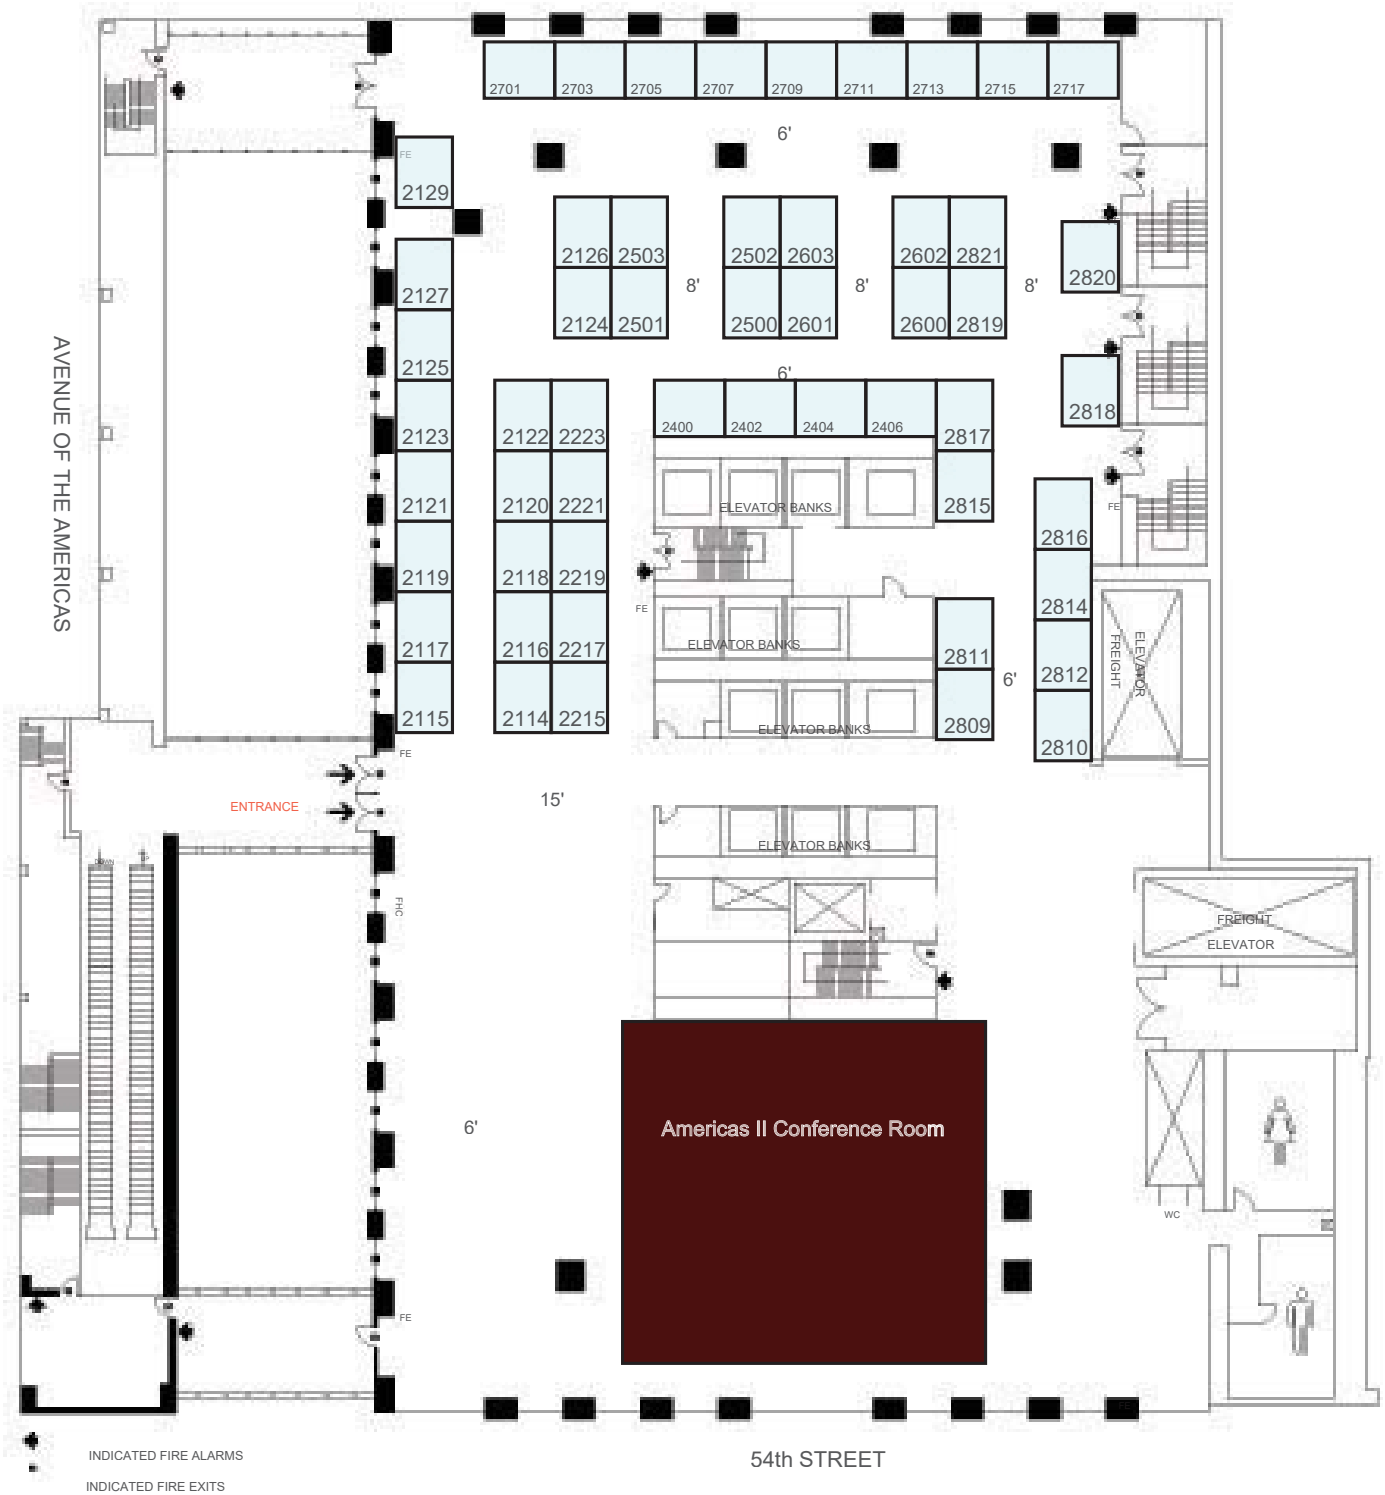 2701 2703 2705 2707 2709 2711 2713 2715 2717
6'
FE
2129
2126 2503 2502 2603 2602 2821
2820
8' 8' 8'
2127
2124 2501 2500 2601 2600 2819
2125
6'
2818
2400 2402 2404 2406
2123 2122 2223 2817
AVENUE OF THE AMERICAS
ELEVATOR BANKS
2121 2120 2221 2815
FE
2816
2119 2118 2219
FE
2814
ELEVATOR BANKS
2117 2116 2217 2811
FREIGHT
ELEVATOR
6'
2812
2115 2114 2215 2809
ELEVATOR BANKS
2810
FE
ENTRANCE
15'
ELEVATOR BANKS
DOWN
FHC
FREIGHT
ELEVATOR
6'
Americas II Conference Room
WC
FE
FE
INDICATED FIRE ALARMS
54th STREET
INDICATED FIRE EXITS